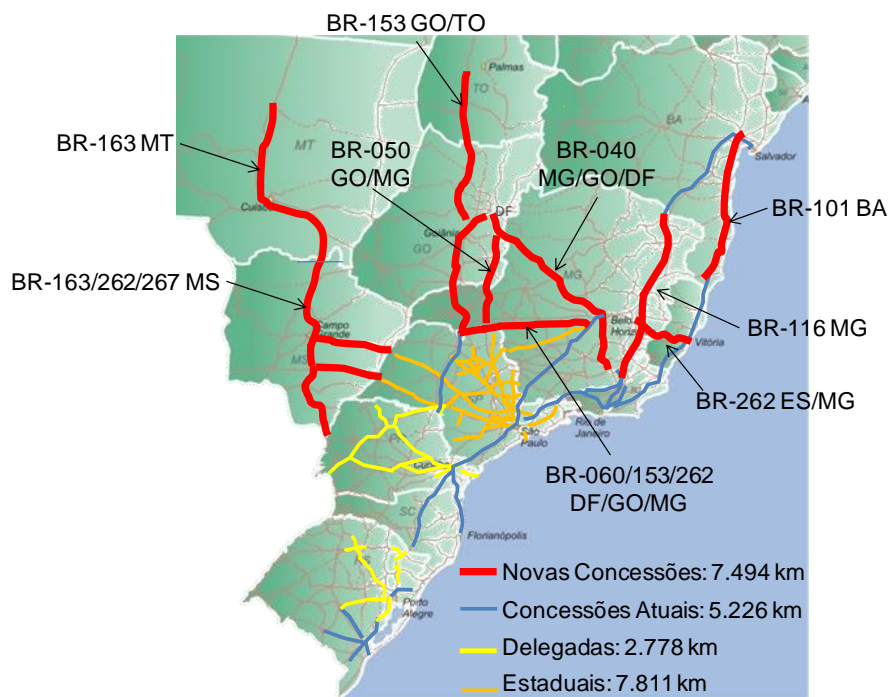 BR-153 GO/TO
Palmas
TO
BR-163 MT
MT
BR-050
GO/MG
BR-040
MG/GO/DF
BA
Salvador
DF
Goiânia
GO
BR-101 BA
MG
BR-163/262/267 MS
Campo
Grande
MS
Belo
Vitória
BR-116 MG
BR-262 ES/MG
SP
São
Paulo
Rio de
Janeiro
BR-060/153/262
DF/GO/MG
SC
Florianópolis
RS
Porto
Alegre
Novas Concessões: 7.494 km
Concessões Atuais: 5.226 km
Delegadas: 2.778 km
Estaduais: 7.811 km